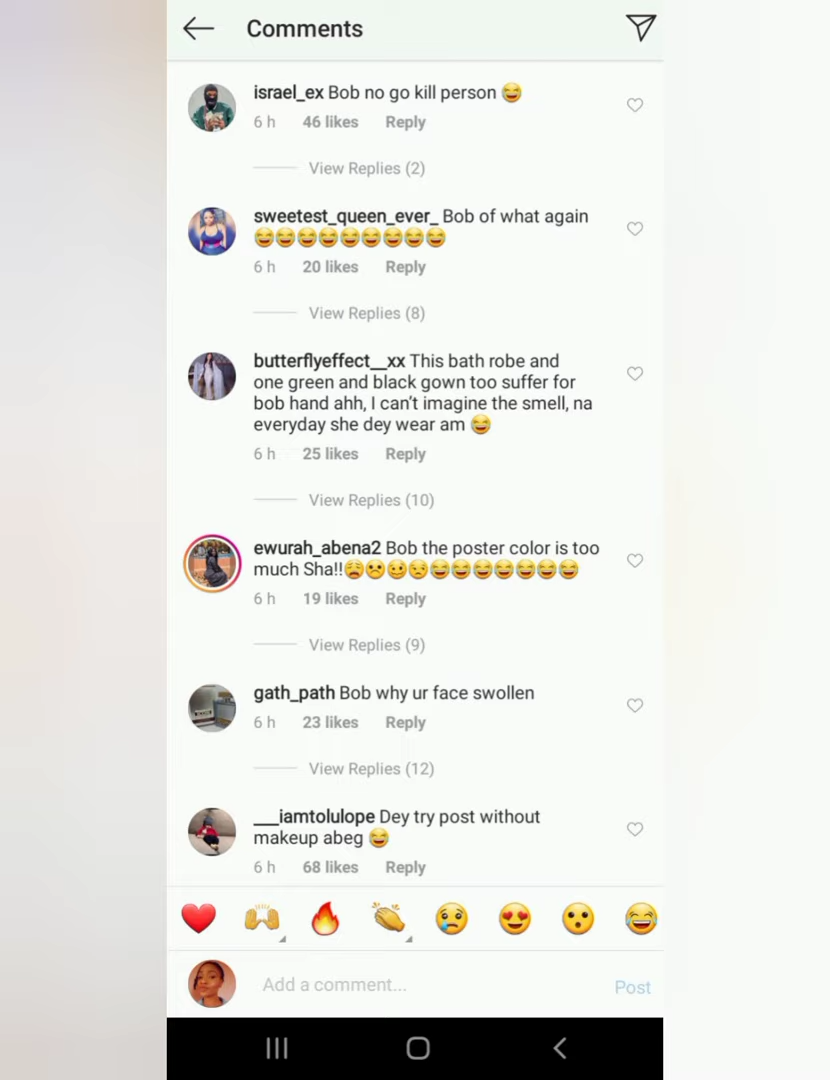 Comments
israel_ex Bob no go kill person 😂
6 h 46 likes Reply
View Replies (2)
sweetest_queen_ever_ Bob of what again
😂😂😂😂😂😂😂😂😂
6 h 20 likes Reply
View Replies (8)
butterflyeffect__xx This bath robe and
one green and black gown too suffer for
bob hand ahh, I can't imagine the smell, na
everyday she dey wear am 😂
6 h 25 likes Reply
View Replies (10)
ewurah_abena2 Bob the poster color is too
much Sha!!😩☹️🥴😒😂😂😂😂😂😂😂
6 h 19 likes Reply
View Replies (9)
gath_path Bob why ur face swollen
6 h 23 likes Reply
View Replies (12)
___iamtolulope Dey try post without
makeup abeg 😂
6 h 68 likes Reply
❤️🙌🔥👏😢😍😮😂
Add a comment... Post